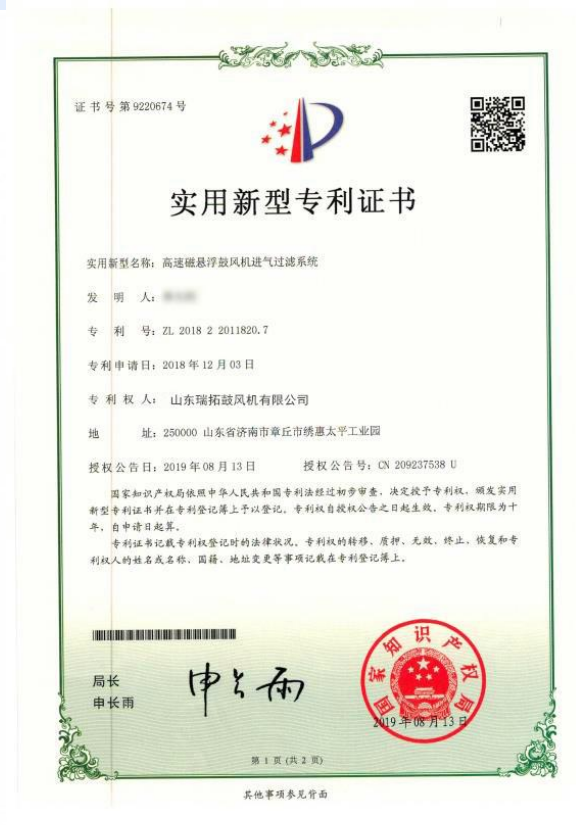 证书号第9220674号
实用新型专利证书
实用新型名称：高速磁悬浮鼓风机进气过滤系统
发明人：
专利号：ZL 2018 2 2011820.7
专利申请日：2018年12月03日
专利权人：山东瑞拓鼓风机有限公司
地址：250000 山东省济南市章丘市绣惠太平工业园
授权公告日：2019年08月13日 授权公告号：CN 209237538 U
国家知识产权局依照中华人民共和国专利法经过初步审查，决定授予专利权，颁发实用
新型专利证书并在专利登记簿上予以登记。专利权自授权公告之日起生效。专利权期限为十
年，自申请日起算。
专利证书记载专利权登记时的法律状况。专利权的转移、质押、无效、终止、恢复和专
利权人的姓名或名称、国籍、地址变更等事项记载在专利登记簿上。
局长
申长雨
申长雨
国家知识产权局
2019年08月13日
第 1 页 (共 2 页)
其他事项参见背面